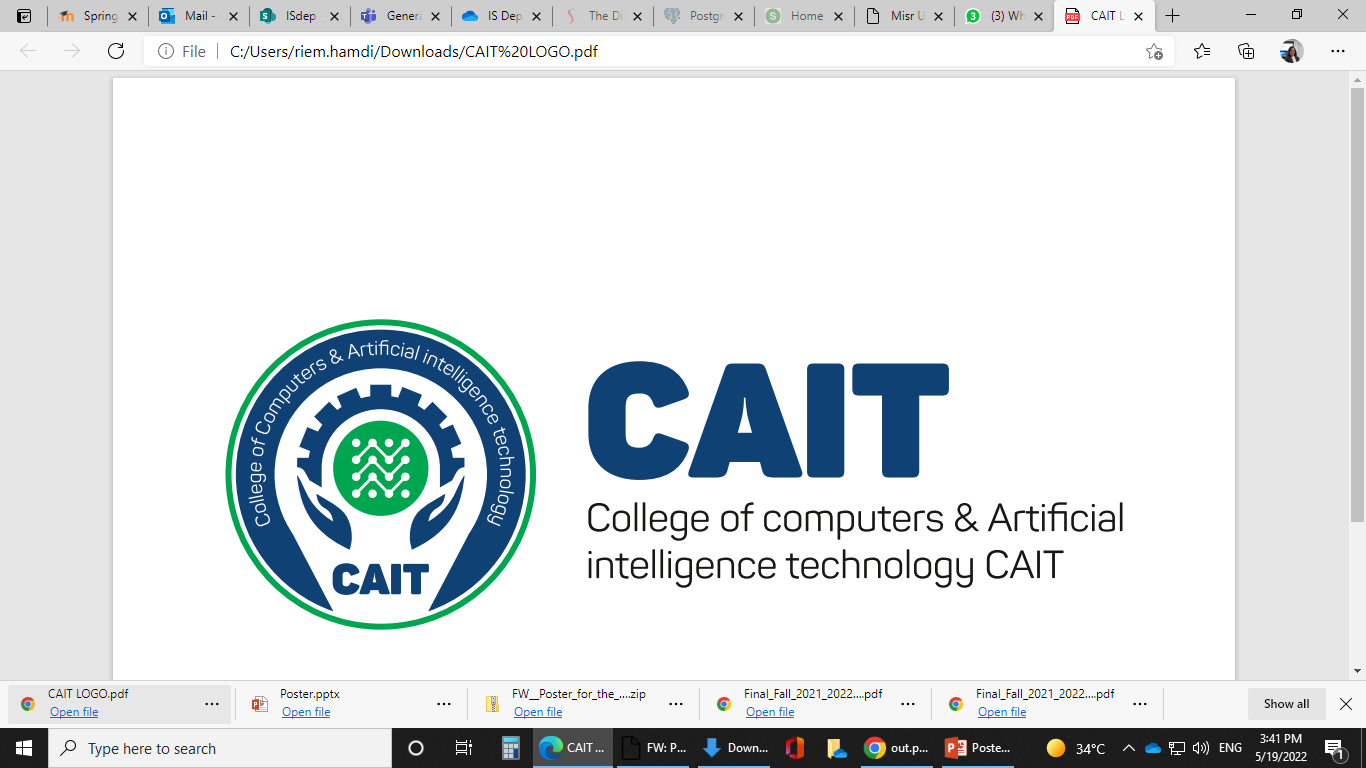 Spring
Mail -
ISdep
Genera
IS Dep
The Di
Postgr
Home
Misr U
(3) Wh
CAIT L
File
C:/Users/riem.hamdi/Downloads/CAIT%20LOGO.pdf
College of Computers & Artificial intelligence technology
CAIT
CAIT
College of computers & Artificial
intelligence technology CAIT
CAIT LOGO.pdf
Open file
Poster.pptx
Open file
FW__Poster_for_the_....zip
Open file
Final_Fall_2021_2022....pdf
Open file
Final_Fall_2021_2022....pdf
Open file
Show all
Type here to search
CAIT ...
FW: P...
Down...
out.p...
Poste...
34°C
ENG
3:41 PM
5/19/2022
1